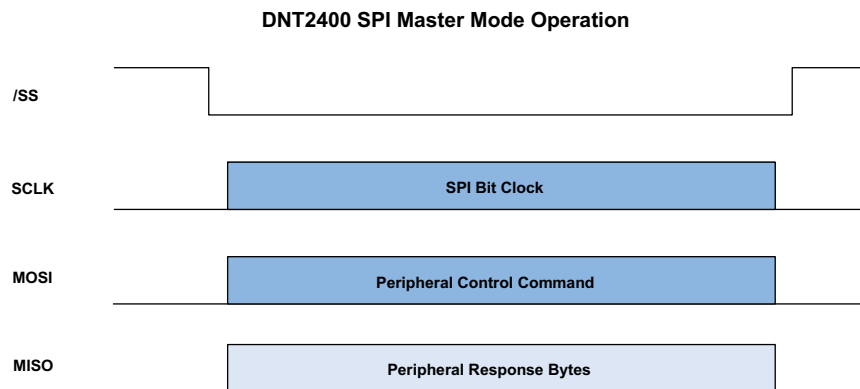 DNT2400 SPI Master Mode Operation
/SS
SCLK
SPI Bit Clock
MOSI
Peripheral Control Command
MISO
Peripheral Response Bytes